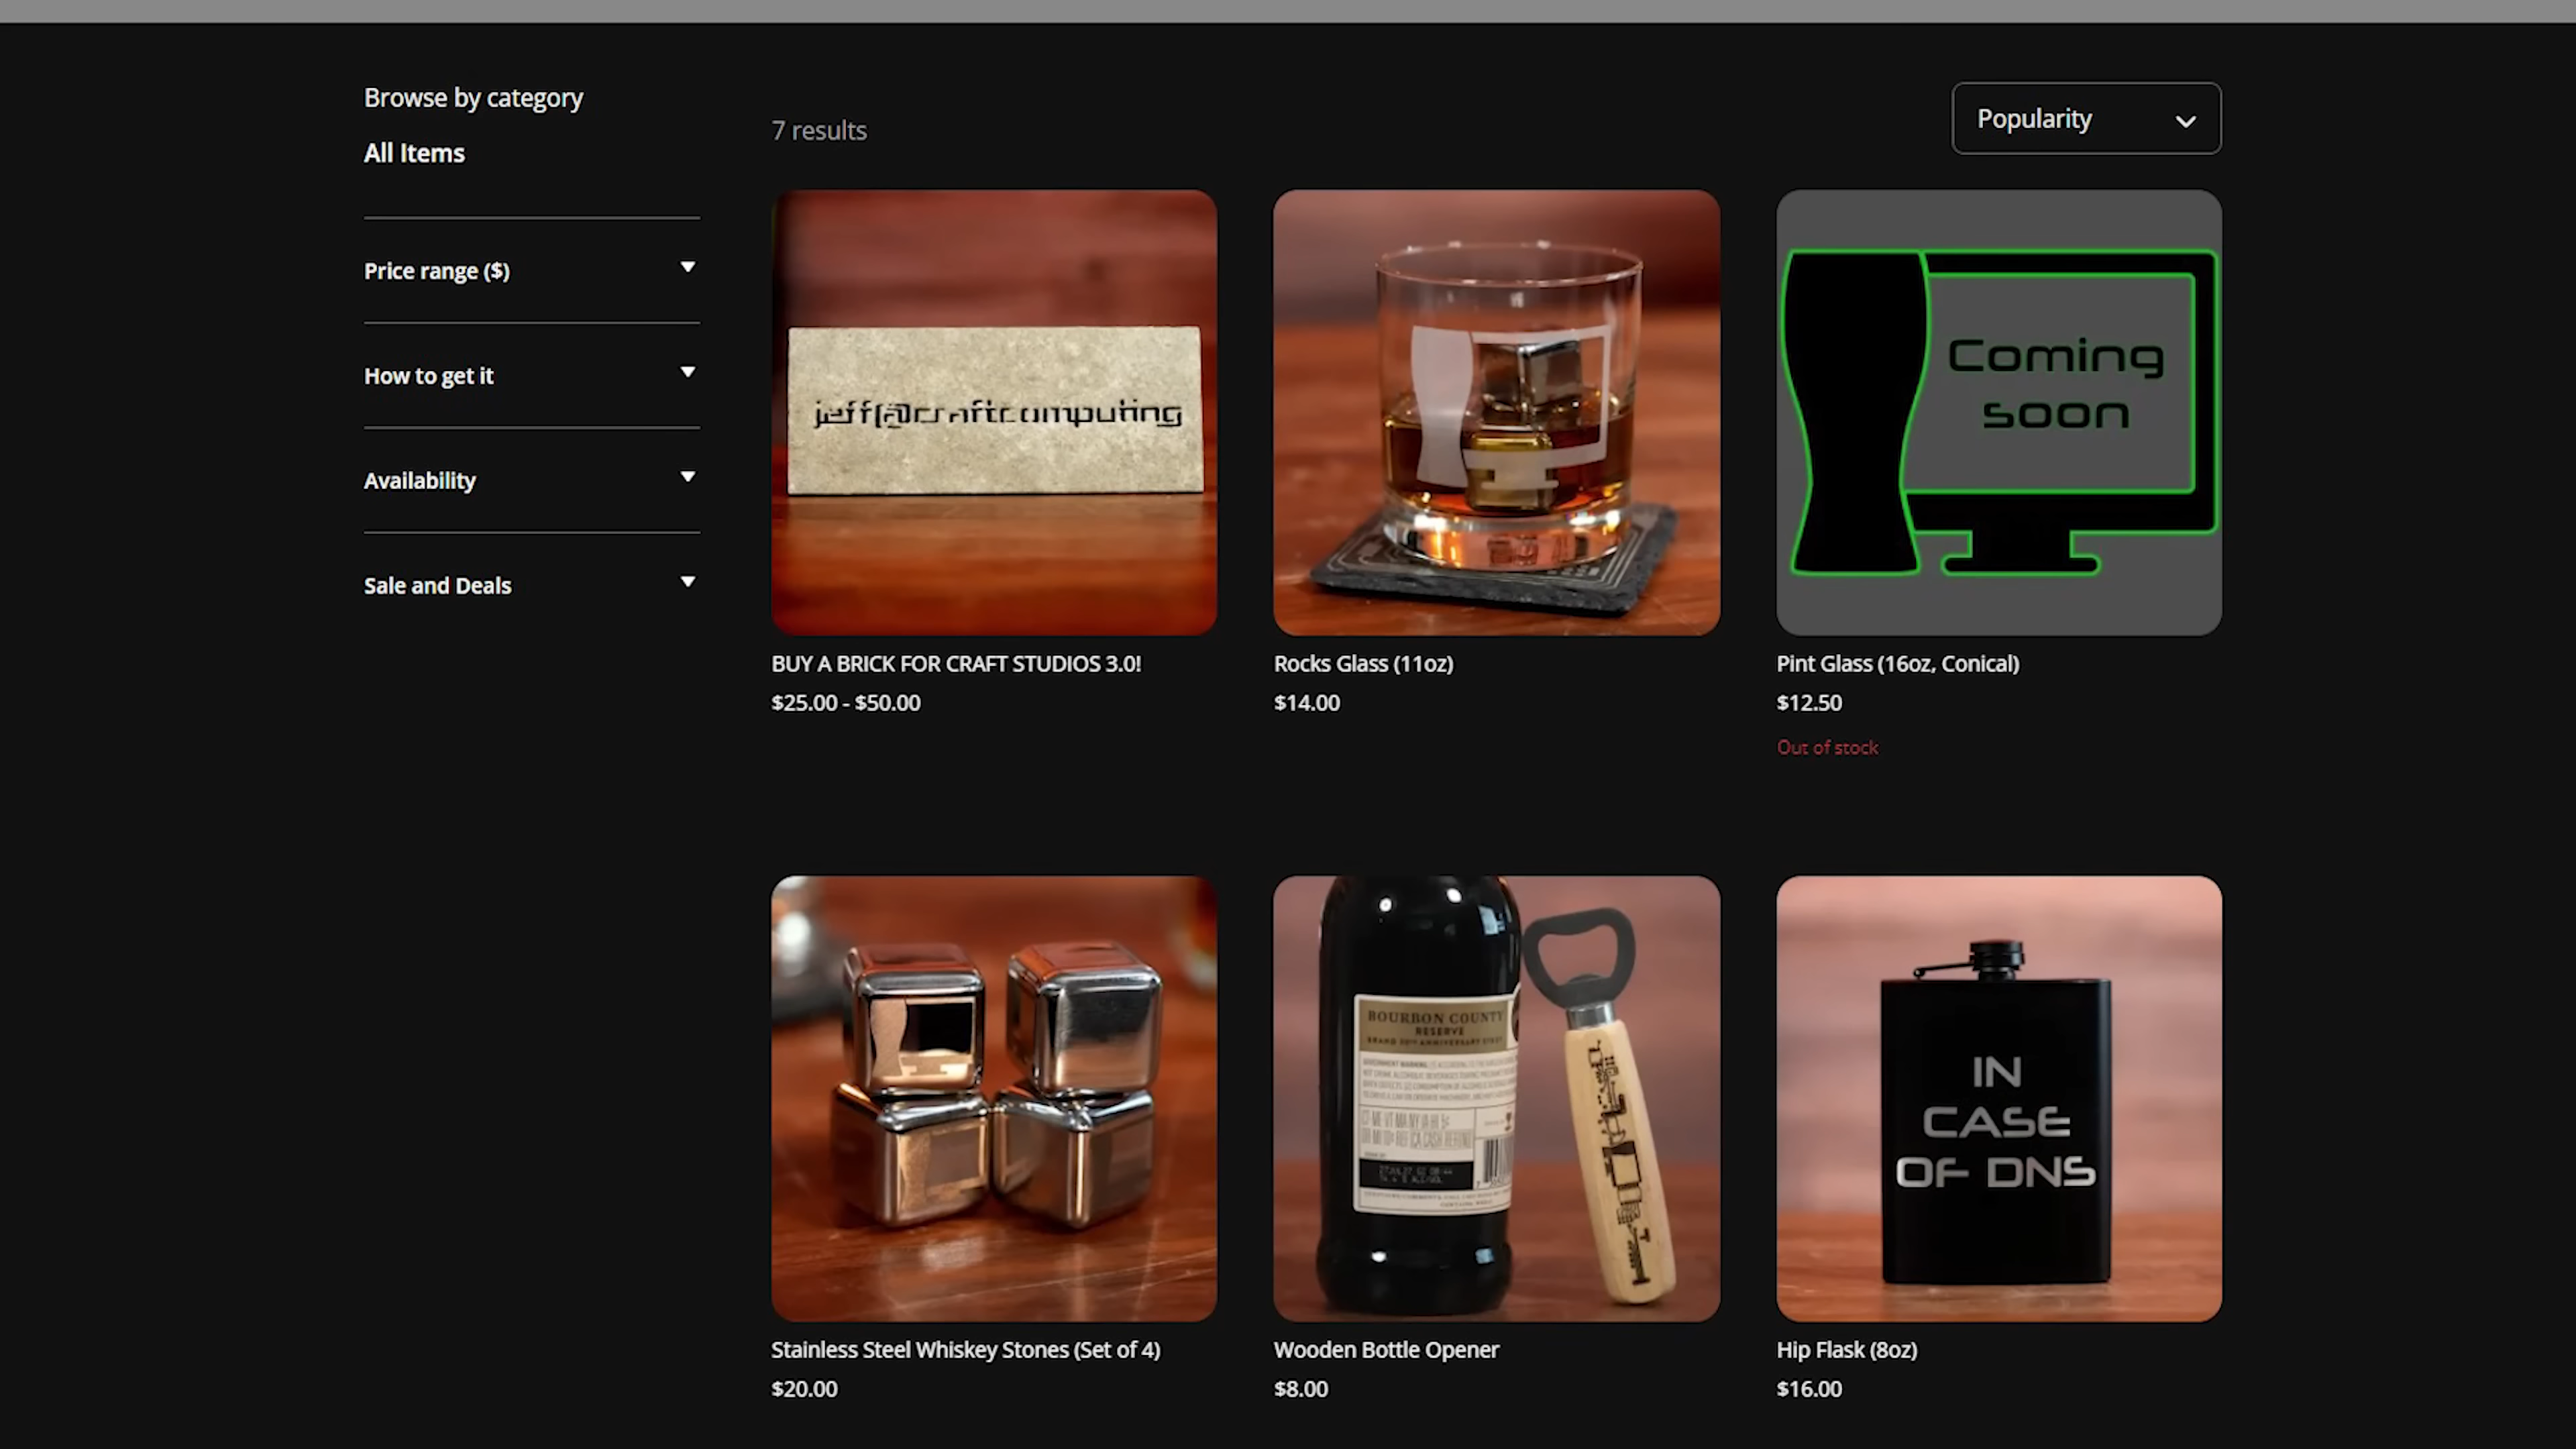 Browse by category
All Items
Price range ($)
How to get it
Availability
Sale and Deals
7 results
Popularity
jeff@craftcomputing
BUY A BRICK FOR CRAFT STUDIOS 3.0!
$25.00 - $50.00
Rocks Glass (11oz)
$14.00
Coming
soon
Pint Glass (16oz, Conical)
$12.50
Out of stock
Stainless Steel Whiskey Stones (Set of 4)
$20.00
BOURBON COUNTY
RESERVE
Wooden Bottle Opener
$8.00
IN
CASE
OF DNS
Hip Flask (8oz)
$16.00